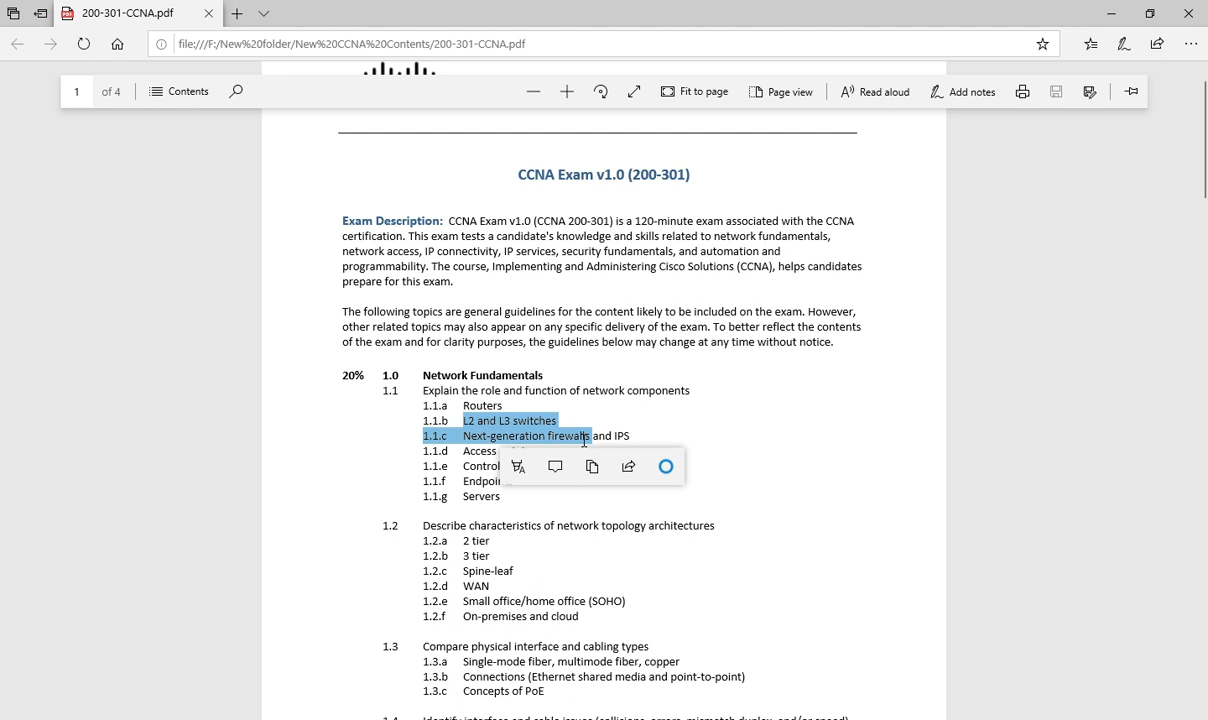 200-301-CCNA.pdf
file:///F:/New%20folder/New%20CCNA%20Contents/200-301-CCNA.pdf
1 of 4 Contents Fit to page Page view Read aloud Add notes
CCNA Exam v1.0 (200-301)
Exam Description: CCNA Exam v1.0 (CCNA 200-301) is a 120-minute exam associated with the CCNA
certification. This exam tests a candidate's knowledge and skills related to network fundamentals,
network access, IP connectivity, IP services, security fundamentals, and automation and
programmability. The course, Implementing and Administering Cisco Solutions (CCNA), helps candidates
prepare for this exam.
The following topics are general guidelines for the content likely to be included on the exam. However,
other related topics may also appear on any specific delivery of the exam. To better reflect the contents
of the exam and for clarity purposes, the guidelines below may change at any time without notice.
20% 1.0 Network Fundamentals
1.1 Explain the role and function of network components
1.1.a Routers
1.1.b L2 and L3 switches
1.1.c Next-generation firewalls and IPS
1.1.d Access
1.1.e Control
1.1.f
1.1.g Servers
1.2 Describe characteristics of network topology architectures
1.2.a 2 tier
1.2.b 3 tier
1.2.c Spine-leaf
1.2.d WAN
1.2.e Small office/home office (SOHO)
1.2.f On-premises and cloud
1.3 Compare physical interface and cabling types
1.3.a Single-mode fiber, multimode fiber, copper
1.3.b Connections (Ethernet shared media and point-to-point)
1.3.c Concepts of PoE